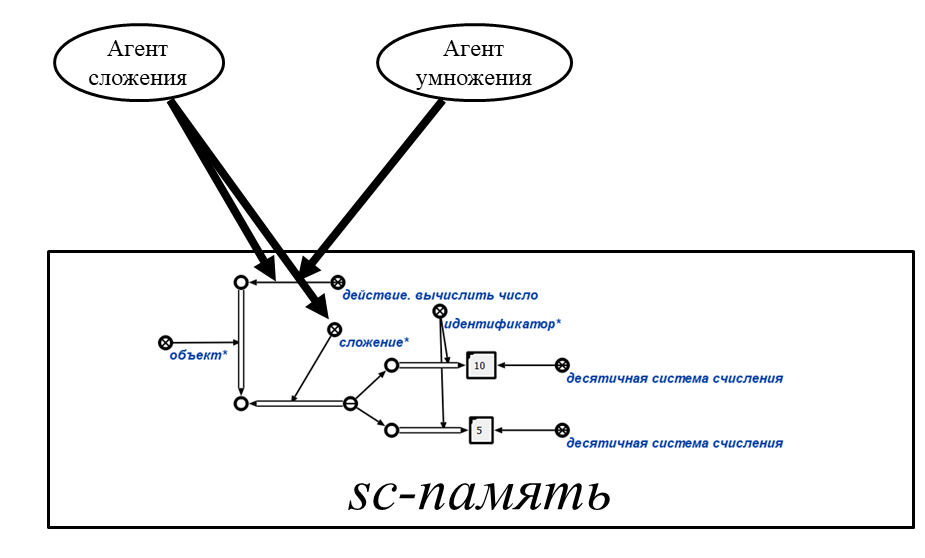 Агент
сложения
Агент
умножения
действие. вычислить число
идентификатор*
сложение*
объект*
10
десятичная система счисления
5
десятичная система счисления
sc-память